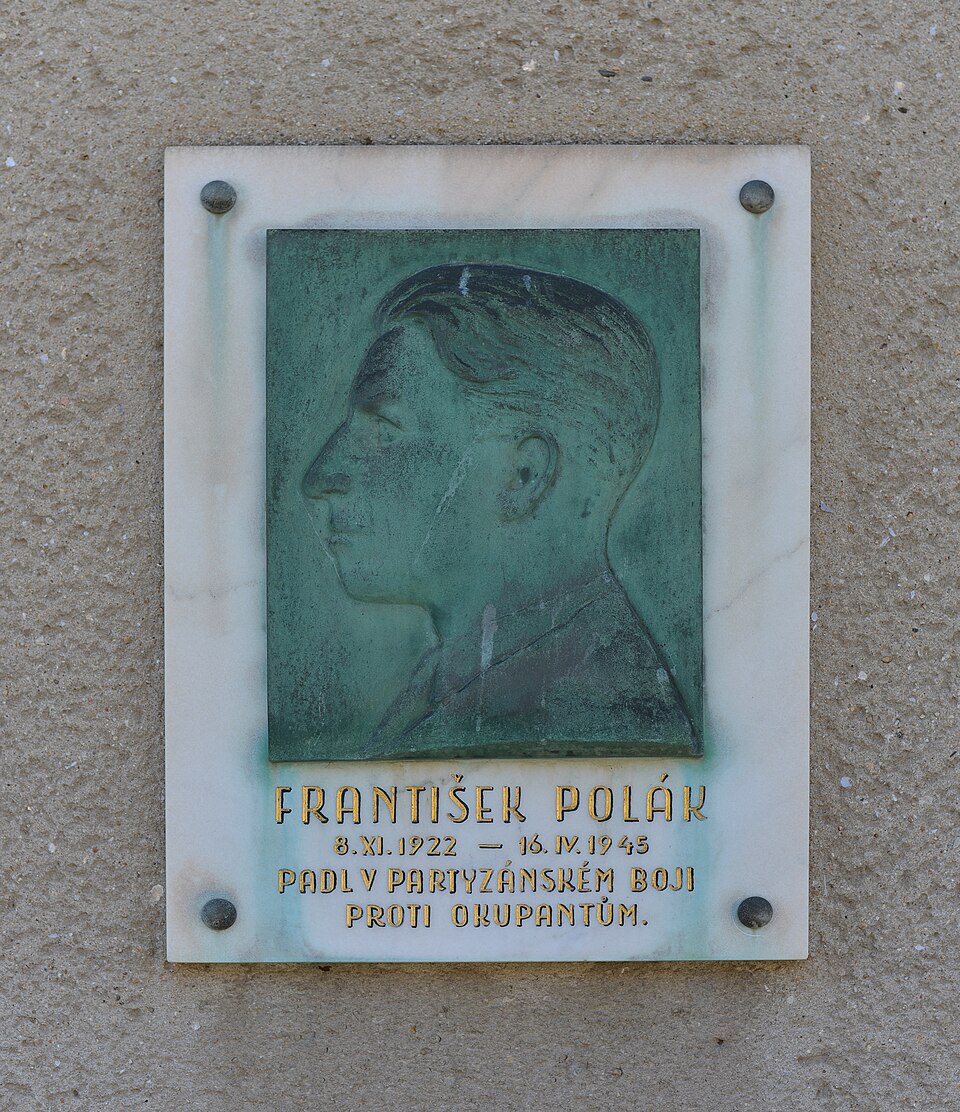 FRANTIŠEK POLÁK
8.XI.1922 — 16.IV.1945
PADL V PARTYZÁNSKÉM BOJI
PROTI OKUPANTŮM.